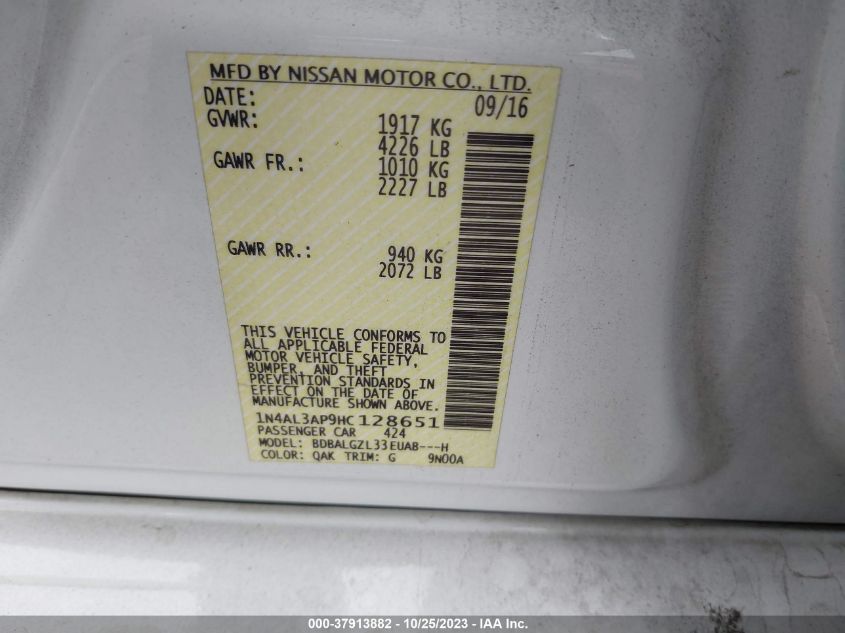 MFD BY NISSAN MOTOR CO., LTD.
DATE: 09/16
GVWR: 1917 KG
4226 LB
GAWR FR.: 1010 KG
2227 LB
GAWR RR.: 940 KG
2072 LB
THIS VEHICLE CONFORMS TO
ALL APPLICABLE FEDERAL
MOTOR VEHICLE SAFETY,
BUMPER, AND THEFT
PREVENTION STANDARDS IN
EFFECT ON THE DATE OF
MANUFACTURE SHOWN ABOVE.
1N4AL3AP9HC128651
PASSENGER CAR 424
MODEL: BDBALGZL33EUAB---H
COLOR: QAK TRIM: G 9N00A
000-37913882 - 10/25/2023 - © IAA Inc.